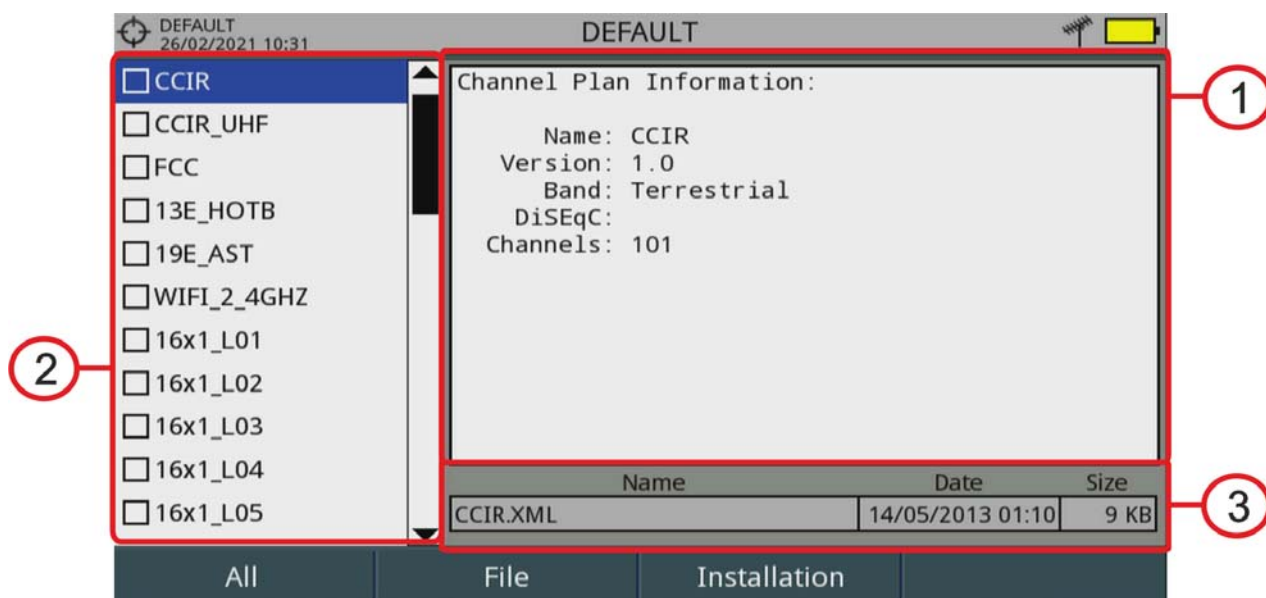 DEFAULT
26/02/2021 10:31
DEFAULT
CCIR
CCIR_UHF
FCC
13E_HOTB
19E_AST
WIFI_2_4GHZ
16x1_L01
16x1_L02
16x1_L03
16x1_L04
16x1_L05
2
Channel Plan Information:
Name: CCIR
Version: 1.0
Band: Terrestrial
DiSEqC:
Channels: 101
1
Name Date Size
CCIR.XML 14/05/2013 01:10 9 KB
3
All File Installation